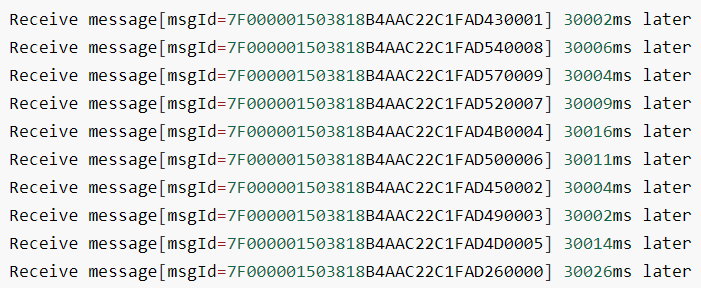 Receive message[msgId=7F000001503818B4AAC22C1FAD430001] 30002ms later
Receive message[msgId=7F000001503818B4AAC22C1FAD540008] 30006ms later
Receive message[msgId=7F000001503818B4AAC22C1FAD570009] 30004ms later
Receive message[msgId=7F000001503818B4AAC22C1FAD520007] 30009ms later
Receive message[msgId=7F000001503818B4AAC22C1FAD4B0004] 30016ms later
Receive message[msgId=7F000001503818B4AAC22C1FAD500006] 30011ms later
Receive message[msgId=7F000001503818B4AAC22C1FAD450002] 30004ms later
Receive message[msgId=7F000001503818B4AAC22C1FAD490003] 30002ms later
Receive message[msgId=7F000001503818B4AAC22C1FAD4D0005] 30014ms later
Receive message[msgId=7F000001503818B4AAC22C1FAD260000] 30026ms later